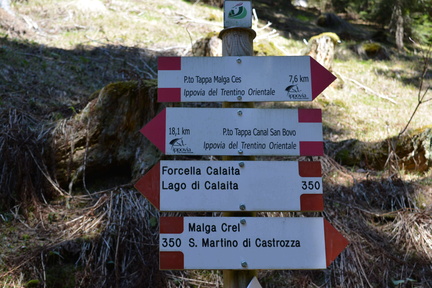 P.to Tappa Malga Ces 7,6 km
Ippovia del Trentino Orientale
18,1 km P.to Tappa Canal San Bovo
Ippovia del Trentino Orientale
ippovia
Forcella Calaita
Lago di Calaita 350
Malga Crel
350 S. Martino di Castrozza